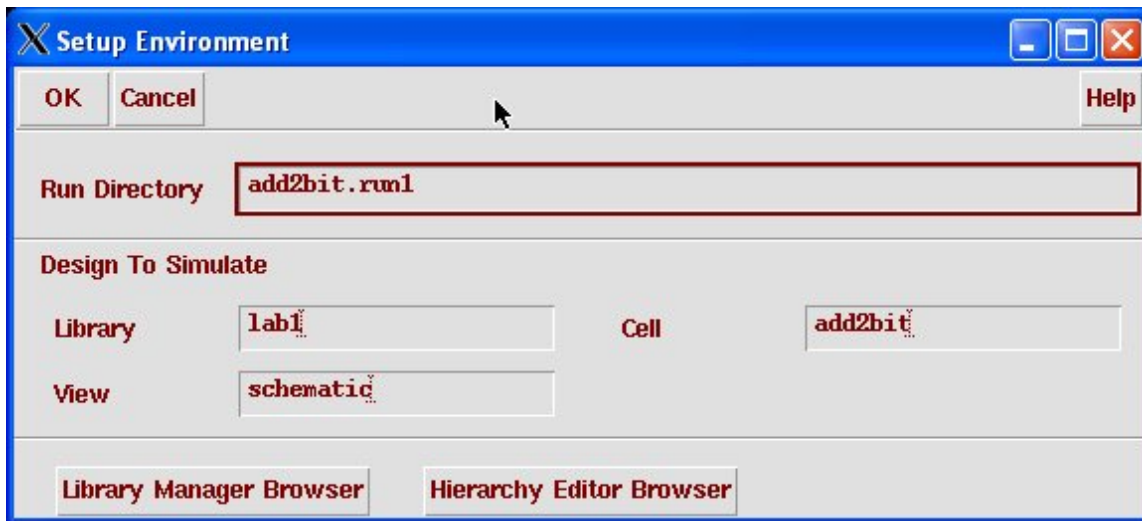 X Setup Environment
OK Cancel Help
Run Directory add2bit.run1
Design To Simulate
Library lab1 Cell add2bit
View schematic
Library Manager Browser Hierarchy Editor Browser